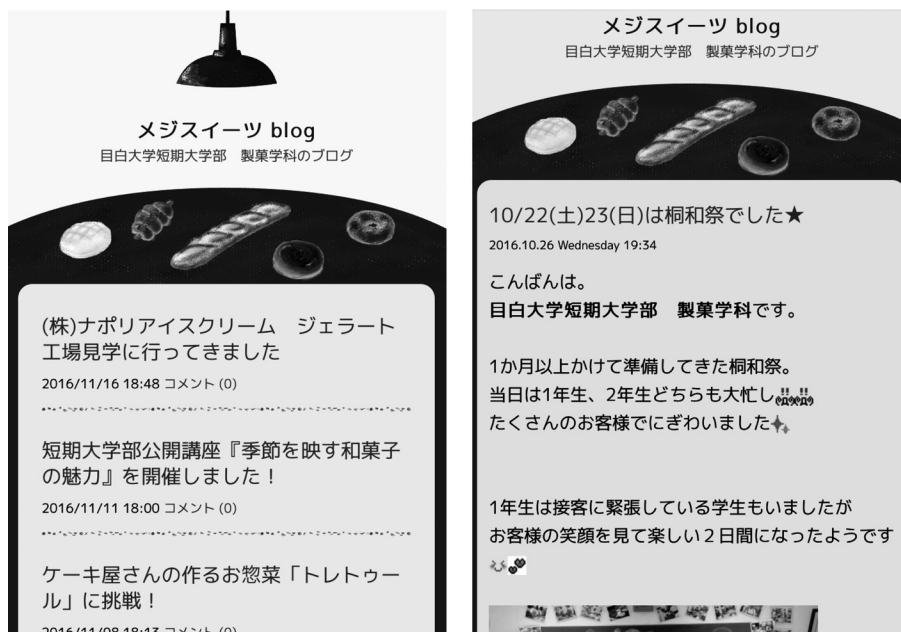 メジスイーツ blog
目白大学短期大学部　製菓学科のブログ
(株)ナポリアイスクリーム　ジェラート
工場見学に行ってきました
2016/11/16 18:48 コメント (0)
短期大学部公開講座『季節を映す和菓子
の魅力』を開催しました！
2016/11/11 18:00 コメント (0)
ケーキ屋さんの作るお惣菜「トレトゥー
ル」に挑戦！
2016/11/08 18:13 コメント (0)
メジスイーツ blog
目白大学短期大学部　製菓学科のブログ
10/22(土)23(日)は桐和祭でした★
2016.10.26 Wednesday 19:34
こんばんは。
目白大学短期大学部　製菓学科です。
1か月以上かけて準備してきた桐和祭。
当日は1年生、2年生どちらも大忙し
たくさんのお客様でにぎわいました
1年生は接客に緊張している学生もいましたが
お客様の笑顔を見て楽しい２日間になったようです